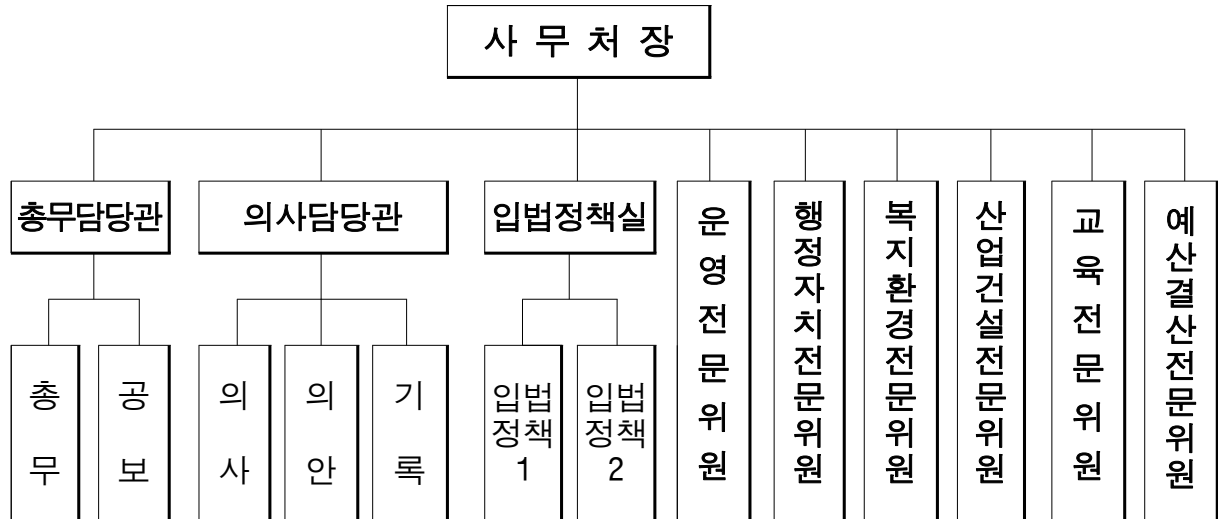 사 무 처 장
총무담당관
의사담당관
입법정책실
운영전문위원
행정자치전문위원
복지환경전문위원
산업건설전문위원
교육전문위원
예산결산전문위원
총무
공보
의사
의안
기록
입법
정책
1
입법
정책
2